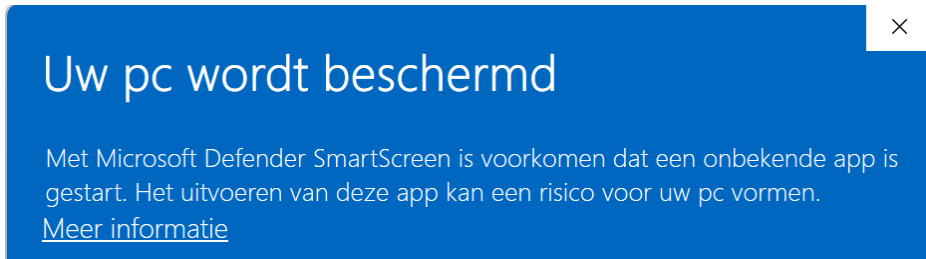 Uw pc wordt beschermd
Met Microsoft Defender SmartScreen is voorkomen dat een onbekende app is
gestart. Het uitvoeren van deze app kan een risico voor uw pc vormen.
Meer informatie